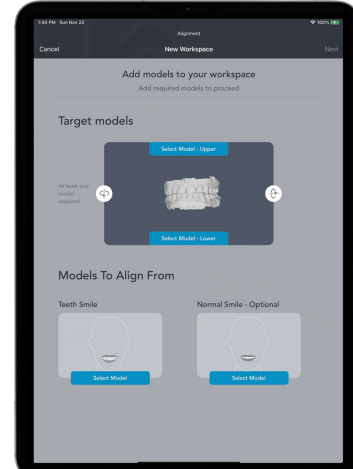 1:40 PM Sun Nov 22
100%
Alignment
Cancel
New Workspace
Next
Add models to your workspace
Add required models to proceed
Target models
Select Model - Upper
At least one
model
required
Select Model - Lower
Models To Align From
Teeth Smile
Normal Smile - Optional
Select Model
Select Model